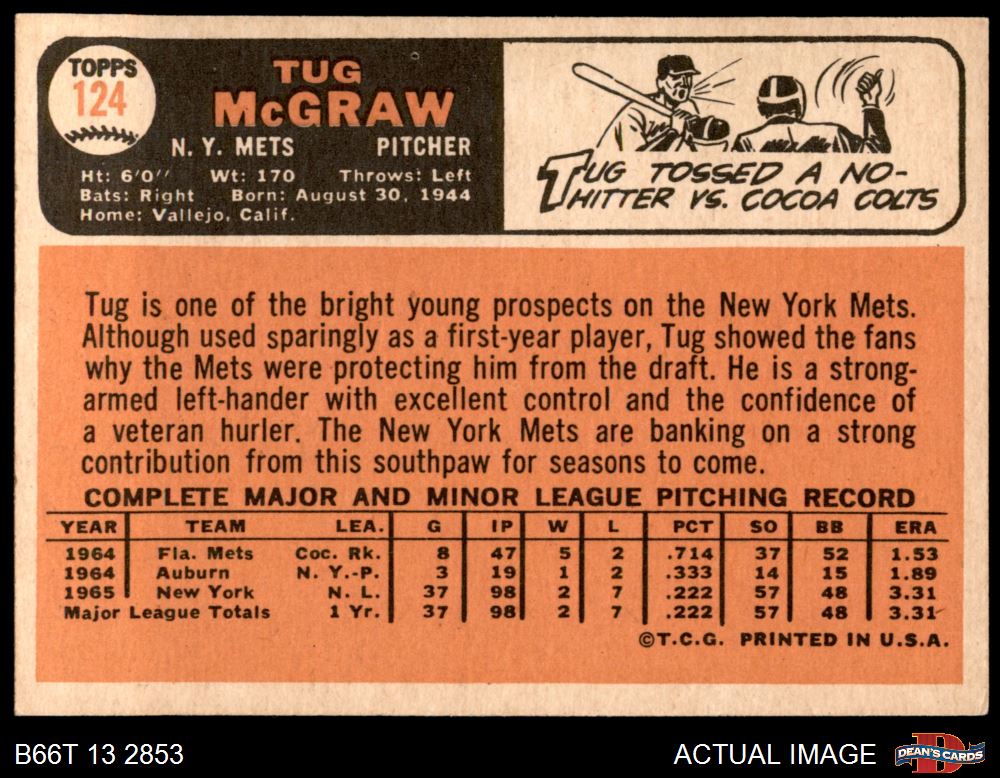 TOPPS
124
TUG
McGRAW
N. Y. METS PITCHER
Ht: 6'0" Wt: 170 Throws: Left
Bats: Right Born: August 30, 1944
Home: Vallejo, Calif.
TUG TOSSED A NO-
HITTER VS. COCOA COLTS
Tug is one of the bright young prospects on the New York Mets.
Although used sparingly as a first-year player, Tug showed the fans
why the Mets were protecting him from the draft. He is a strong-
armed left-hander with excellent control and the confidence of
a veteran hurler. The New York Mets are banking on a strong
contribution from this southpaw for seasons to come.
COMPLETE MAJOR AND MINOR LEAGUE PITCHING RECORD
YEAR TEAM LEA. G IP W L PCT SO BB ERA
1964 Fla. Mets Coc. Rk. 8 47 5 2 .714 37 52 1.53
1964 Auburn N. Y.-P. 3 19 1 2 .333 14 15 1.89
1965 New York N. L. 37 98 2 7 .222 57 48 3.31
Major League Totals 1 Yr. 37 98 2 7 .222 57 48 3.31
©T.C.G. PRINTED IN U.S.A.
B66T 13 2853 ACTUAL IMAGE DEAN'S CARDS